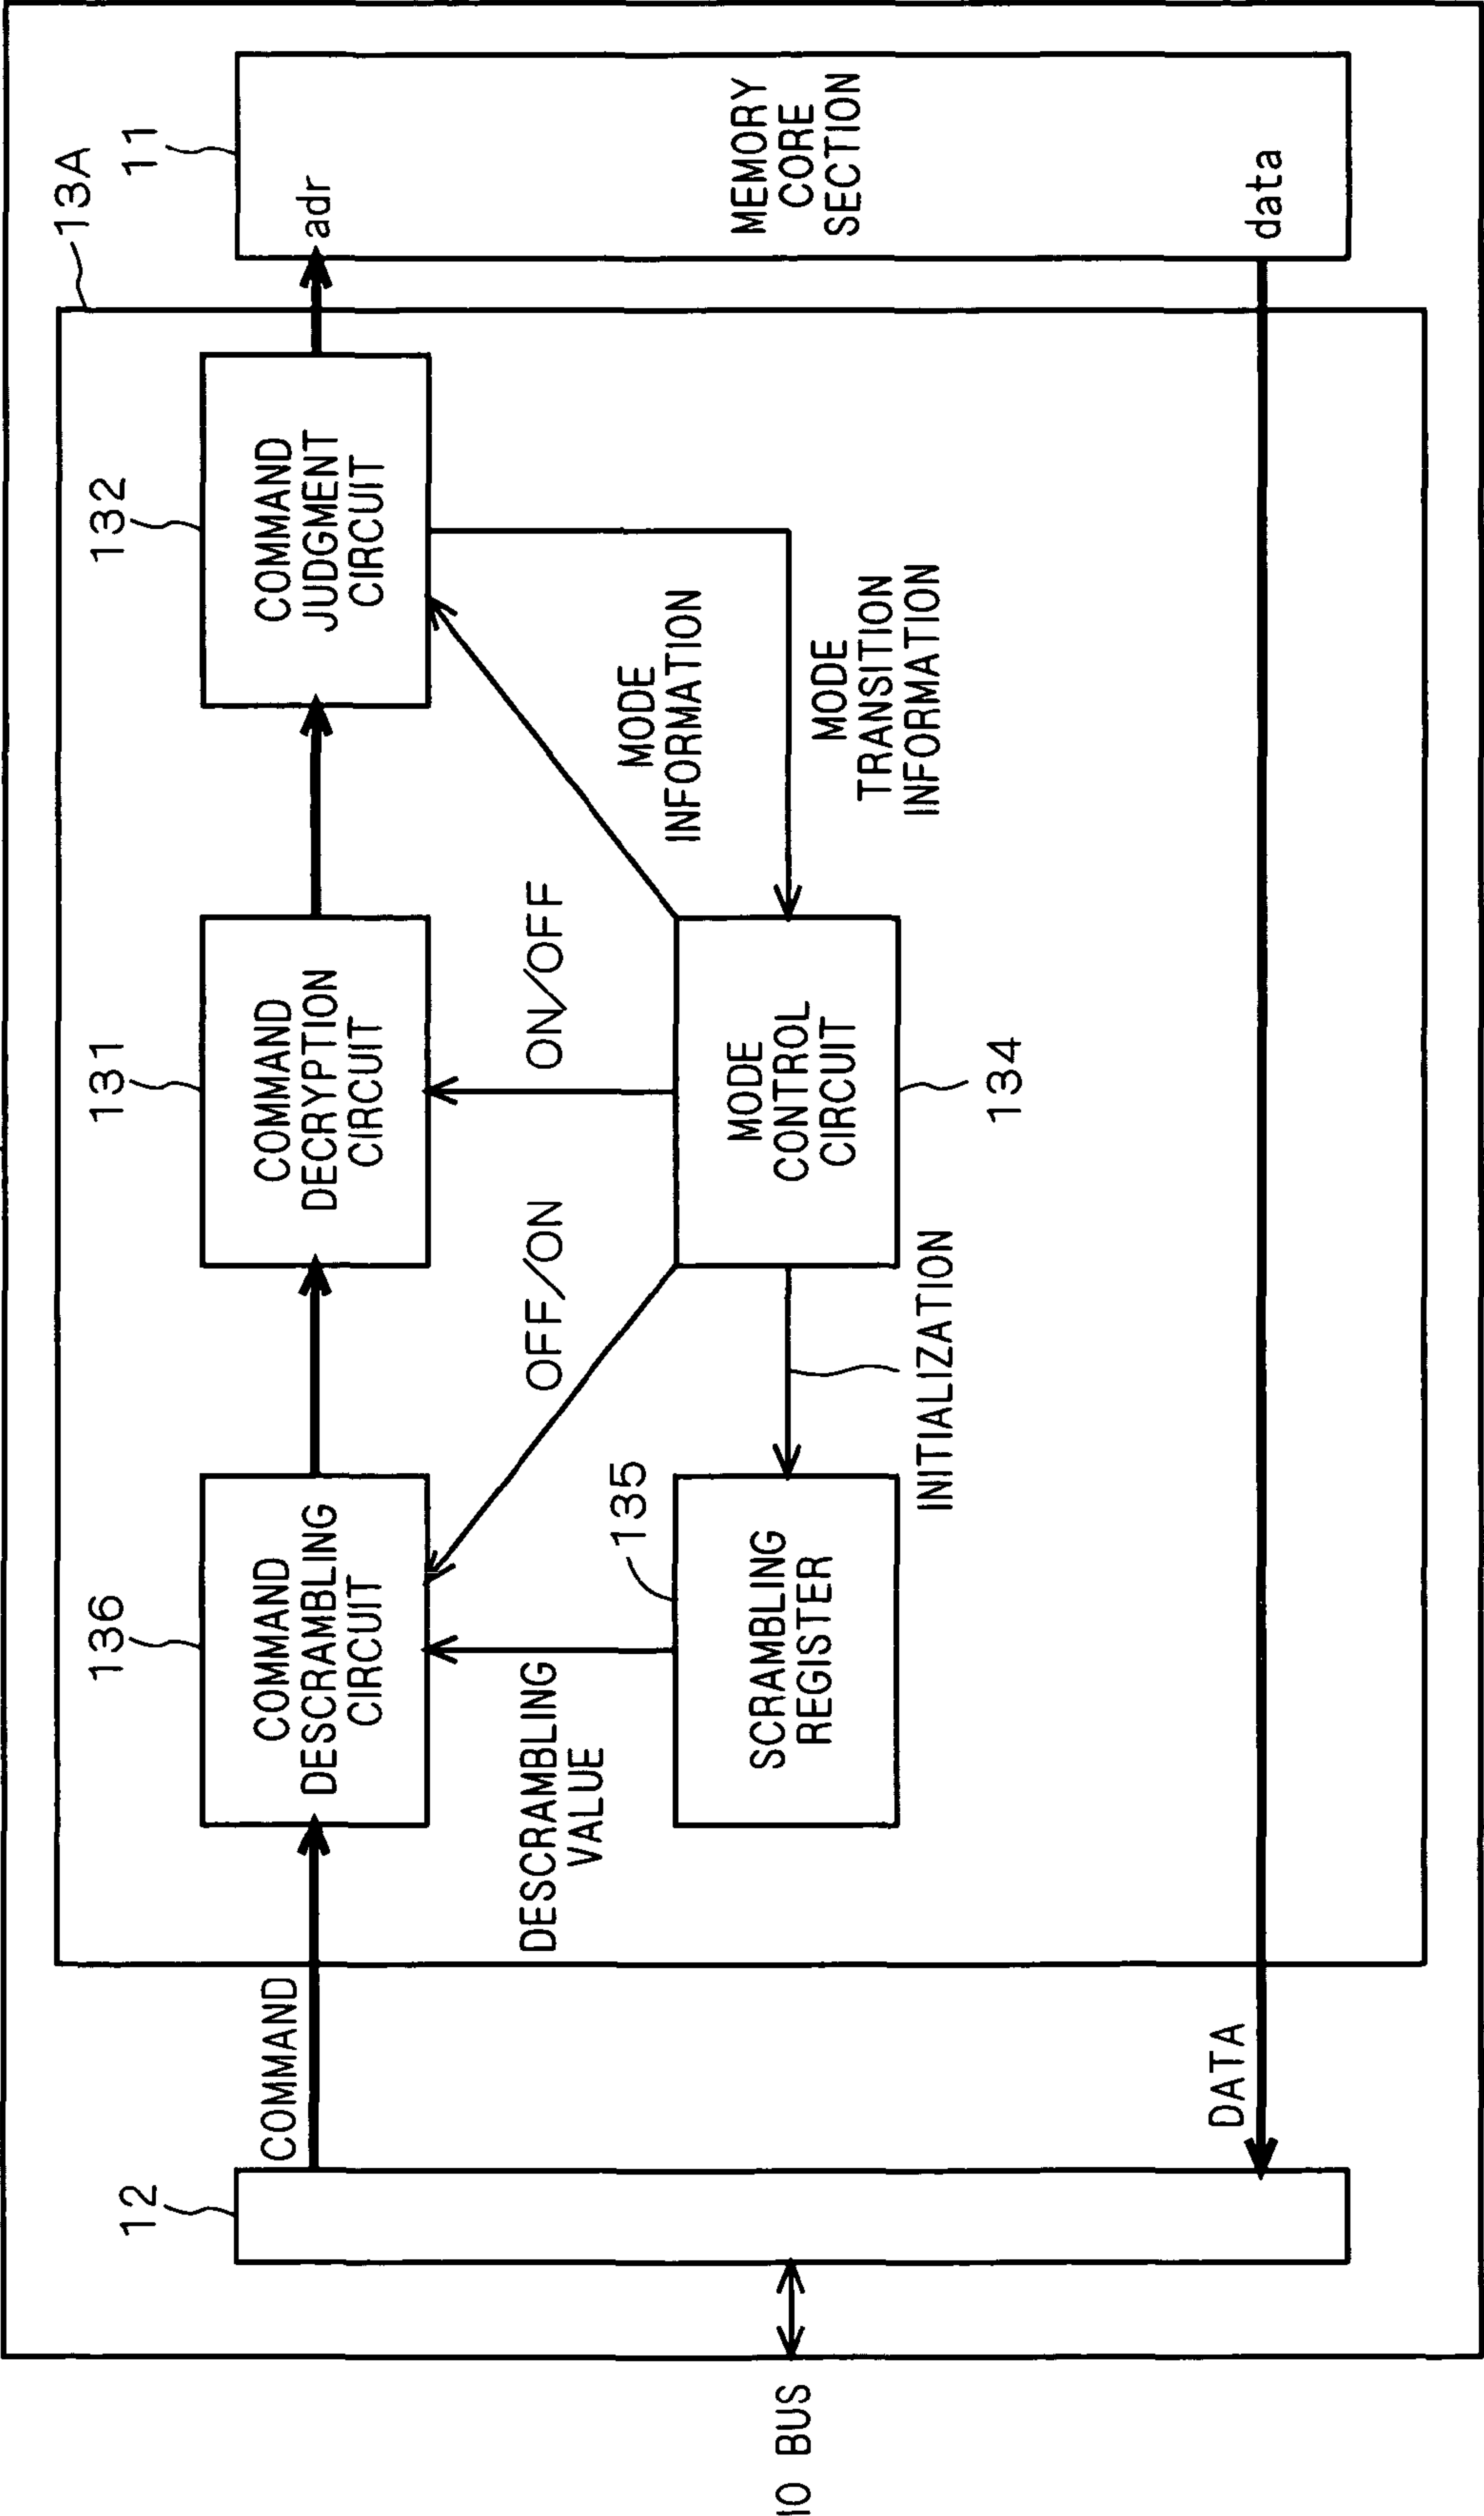 13A
11
12
136
131
132
COMMAND
COMMAND
DESCRAMBLING
CIRCUIT
COMMAND
DECRYPTION
CIRCUIT
COMMAND
JUDGMENT
CIRCUIT
adr
DESCRAMBLING
VALUE
OFF/ON
ON/OFF
MODE
INFORMATION
135
SCRAMBLING
REGISTER
MODE
CONTROL
CIRCUIT
MODE
TRANSITION
INFORMATION
MEMORY
CORE
SECTION
IO BUS
INITIALIZATION
134
DATA
data